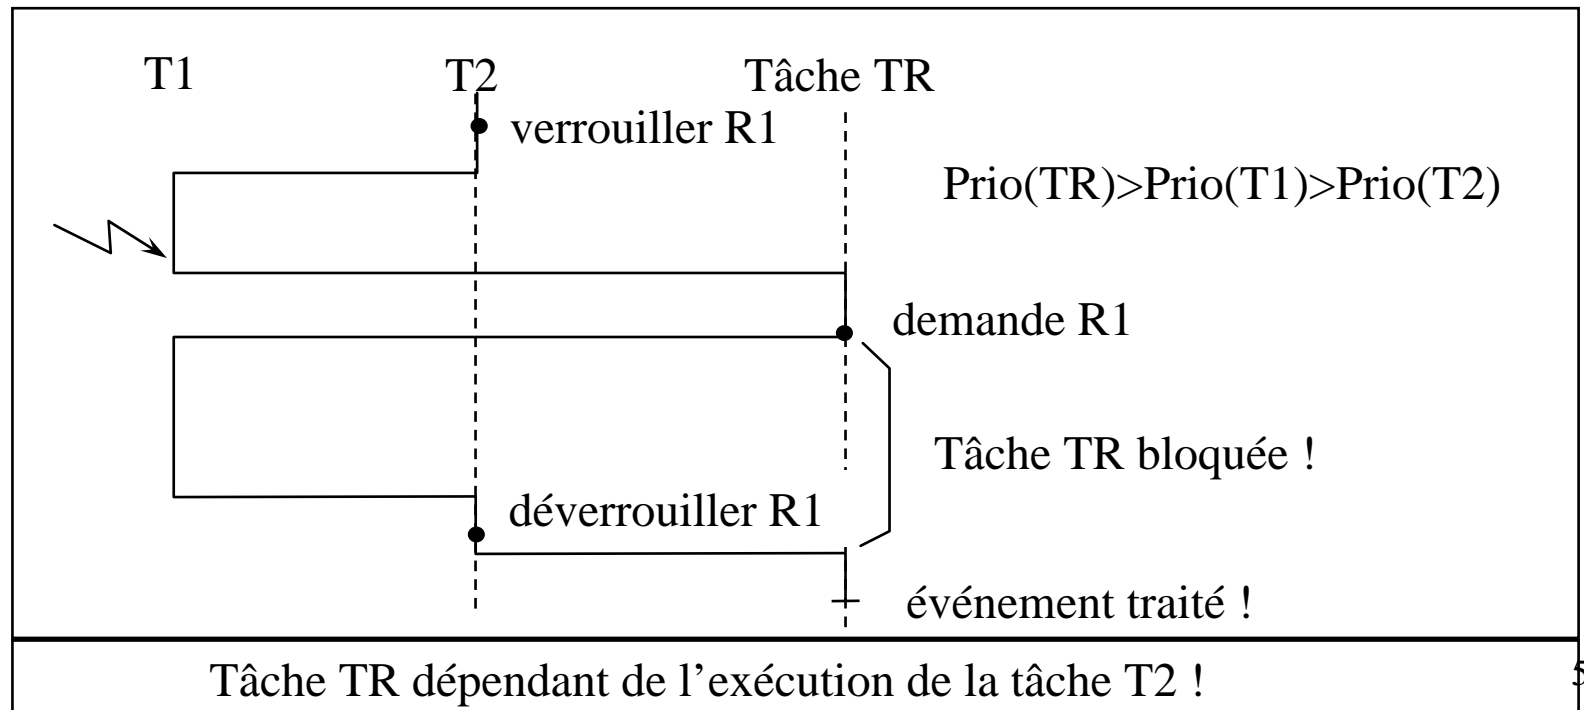 T1
T2
Tâche TR
verrouiller R1
Prio(TR)>Prio(T1)>Prio(T2)
demande R1
Tâche TR bloquée !
déverrouiller R1
événement traité !
Tâche TR dépendant de l’exécution de la tâche T2 !
5